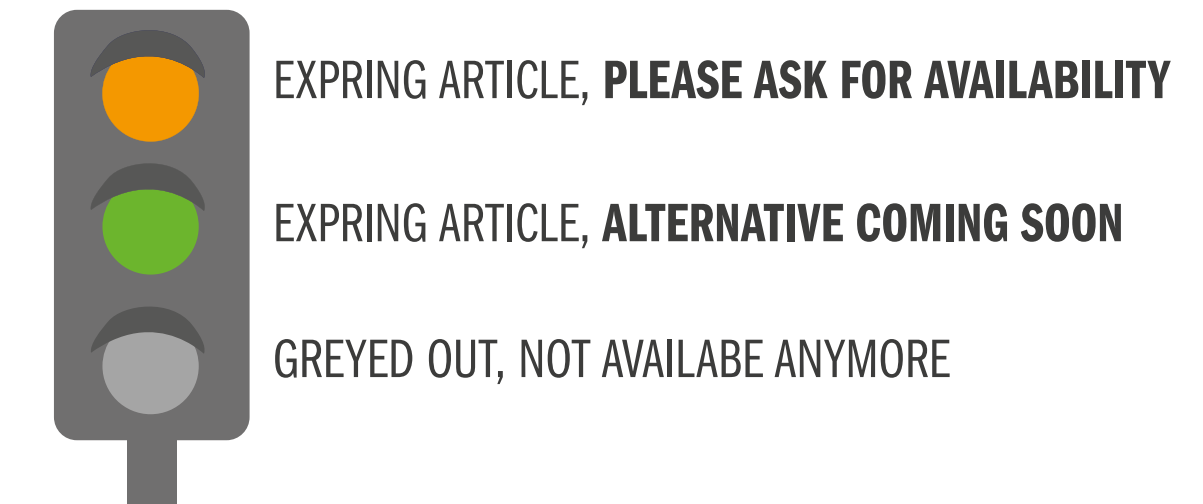 EXPRING ARTICLE, PLEASE ASK FOR AVAILABILITY
EXPRING ARTICLE, ALTERNATIVE COMING SOON
GREYED OUT, NOT AVAILABE ANYMORE